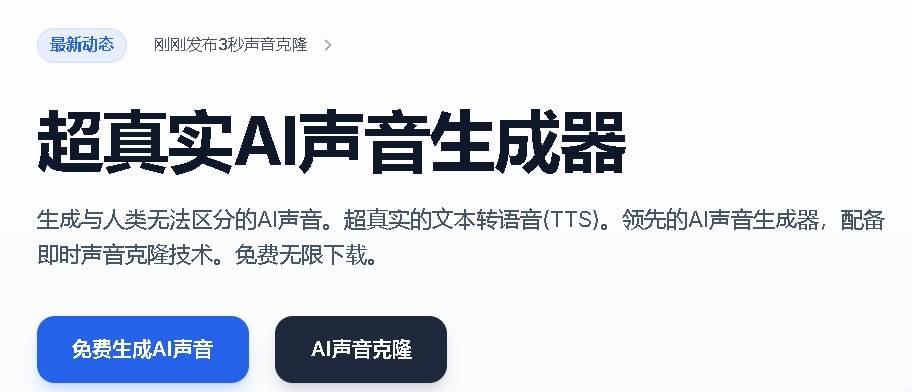 最新动态 刚刚发布3秒声音克隆
超真实AI声音生成器
生成与人类无法区分的AI声音。超真实的文本转语音(TTS)。领先的AI声音生成器，配备
即时声音克隆技术。免费无限下载。
免费生成AI声音 AI声音克隆